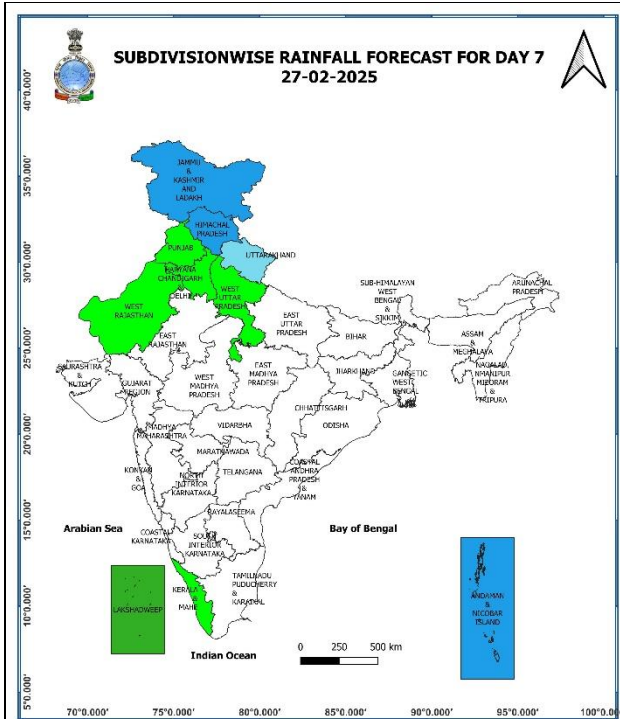 SUBDIVISIONWISE RAINFALL FORECAST FOR DAY 7
27-02-2025
40°0.000'
35°0.000'
30°0.000'
25°0.000'
20°0.000'
15°0.000'
10°0.000'
5°0.000'
JAMMU
&
KASHMIR
AND
LADAKH
HIMACHAL
PRADESH
PUNJAB
UTTARAKHAND
HARYANA
CHANDIGARH
&
DELHI
WEST
UTTAR
PRADESH
WEST
RAJASTHAN
EAST
RAJASTHAN
EAST
UTTAR
PRADESH
SUB-HIMALAYAN
WEST
BENGAL
&
SIKKIM
ARUNACHAL
PRADESH
BIHAR
ASSAM
&
MECHALAYA
NAGALAD,
NMANIPUR
MIZORAM
&
TRIPURA
SAURASHTRA
&
KUTCH
GUJARAT
REGION
WEST
MADHYA
PRADESH
EAST
MADHYA
PRADESH
JHARKHAND
GANGETIC
WEST
BENGAL
CHHATTISGARH
ODISHA
MADHYA
MAHARASHTRA
VIDARBHA
MARATHWADA
KONKAN
&
GOA
NORTH
INTERIOR
KARNATAKA
TELANGANA
COASTAL
ANDHRA
PRADESH
&
YANAM
RAYALASEEMA
Arabian Sea
Bay of Bengal
COASTAL
KARNATAKA
SOUTH
INTERIOR
KARNATAKA
KERALA
&
MAHE
TAMILNADU
PUDUCHERRY
&
KARAIKAL
LAKSHADWEEP
ANDAMAN
&
NICOBAR
ISLAND
Indian Ocean
0 250 500 km
70°0.000' 75°0.000' 80°0.000' 85°0.000' 90°0.000' 95°0.000' 100°0.000'